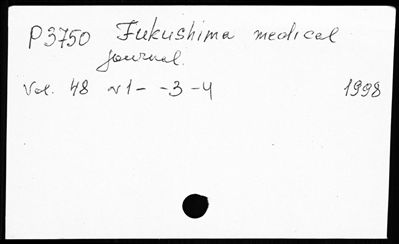 P3750 Fukushima medical
journal.
Vol. 48 N1- -3-4 1998